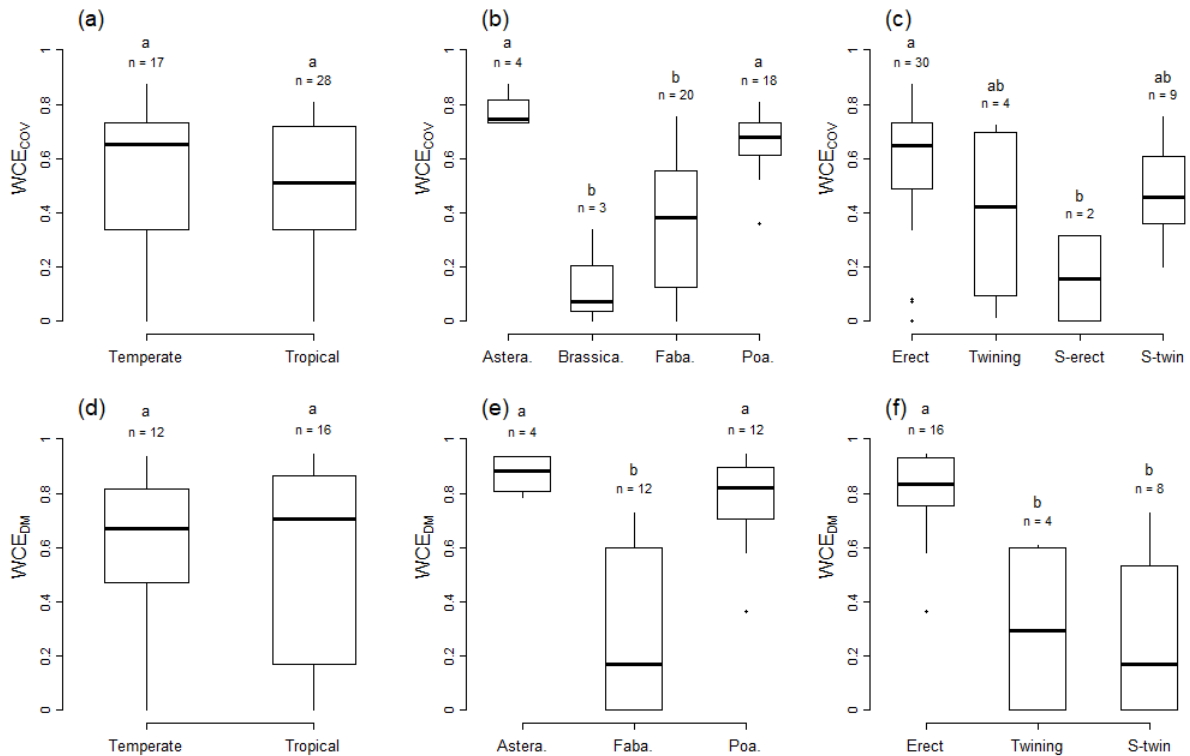 (a)
a
n = 17
a
n = 28
WCE_COV
1
0.8
0.6
0.4
0.2
0
Temperate
Tropical
(b)
a
n = 4
b
n = 3
b
n = 20
a
n = 18
WCE_COV
1
0.8
0.6
0.4
0.2
0
Astera.
Brassica.
Faba.
Poa.
(c)
a
n = 30
ab
n = 4
b
n = 2
ab
n = 9
WCE_COV
1
0.8
0.6
0.4
0.2
0
Erect
Twining
S-erect
S-twin
(d)
a
n = 12
a
n = 16
WCE_DM
1
0.8
0.6
0.4
0.2
0
Temperate
Tropical
(e)
a
n = 4
b
n = 12
a
n = 12
WCE_DM
1
0.8
0.6
0.4
0.2
0
Astera.
Faba.
Poa.
(f)
a
n = 16
b
n = 4
b
n = 8
WCE_DM
1
0.8
0.6
0.4
0.2
0
Erect
Twining
S-twin